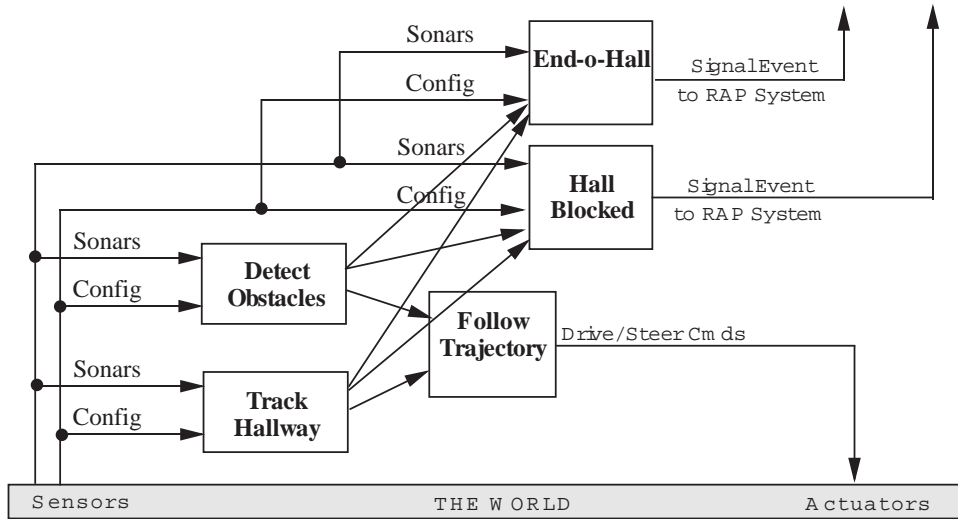 Sonars
End-o-Hall
Config
SignalEvent
to RAP System
Sonars
Hall
Blocked
Config
SignalEvent
to RAP System
Sonars
Detect
Obstacles
Config
Follow
Trajectory
Drive/Steer Cmds
Sonars
Track
Hallway
Config
Sensors THE WORLD Actuators